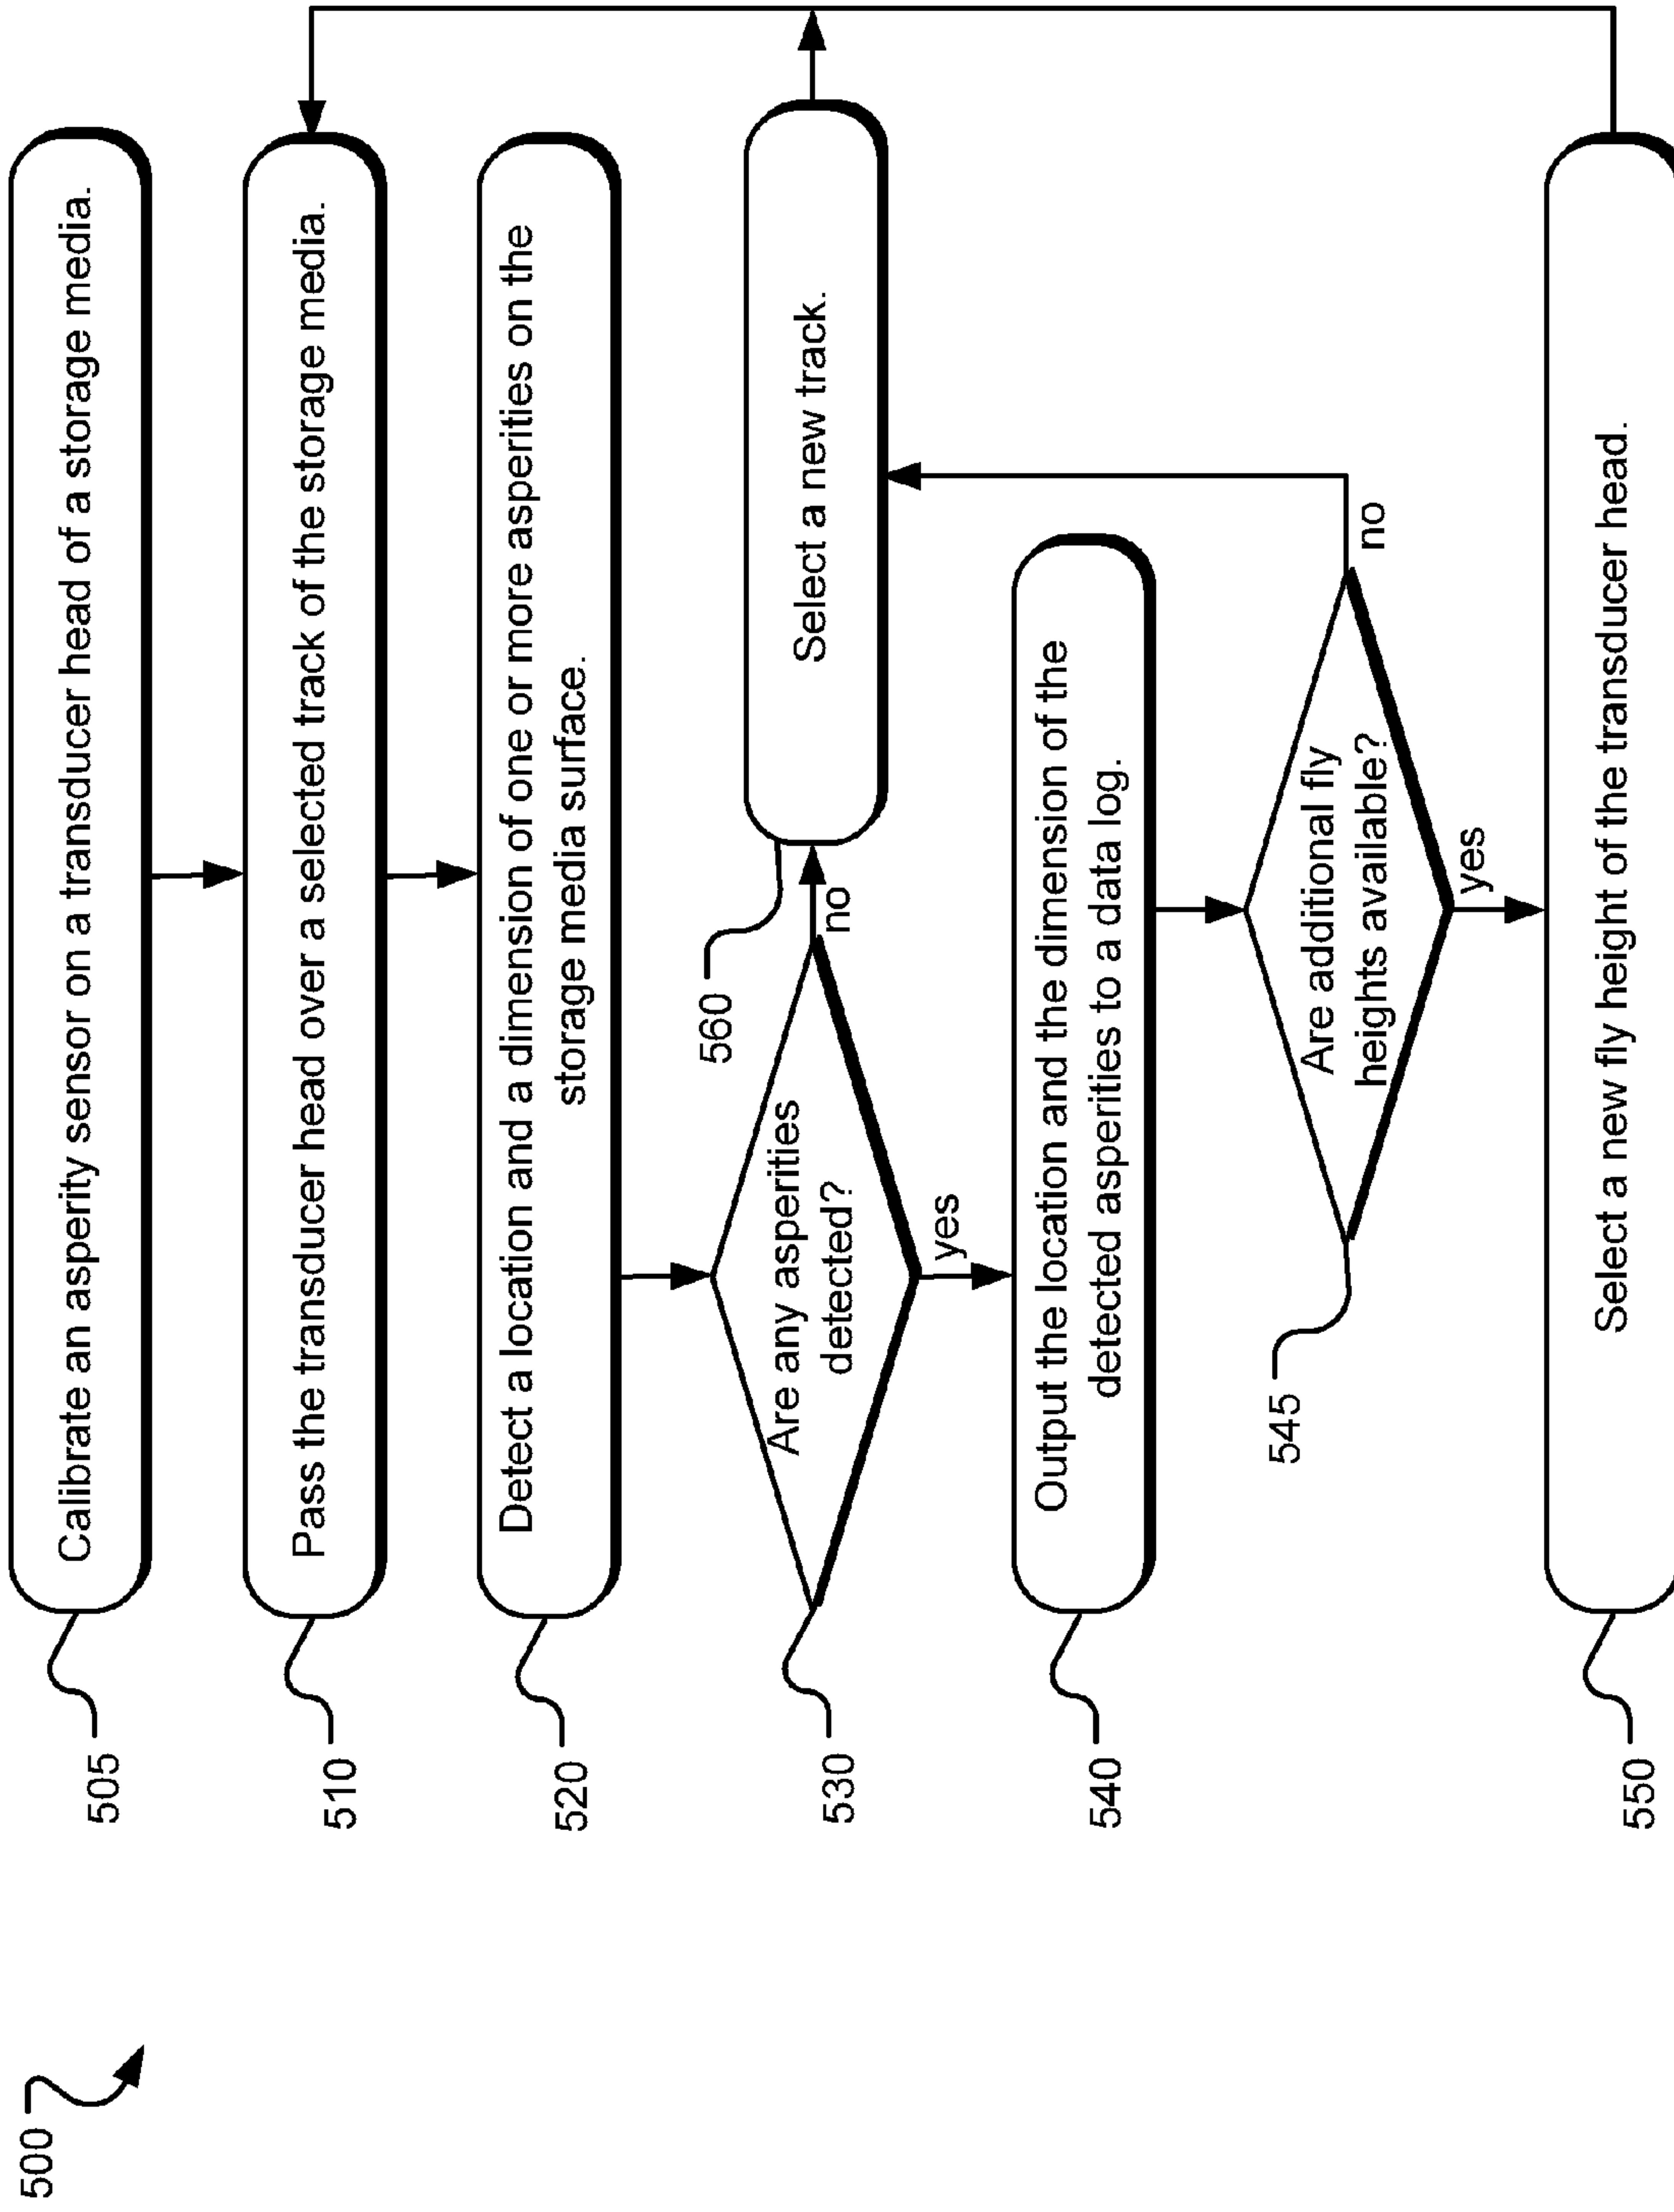 500
505
Calibrate an asperity sensor on a transducer head of a storage media.
510
Pass the transducer head over a selected track of the storage media.
520
Detect a location and a dimension of one or more asperities on the
storage media surface.
530
Are any asperities
detected?
no
yes
560
Select a new track.
540
Output the location and the dimension of the
detected asperities to a data log.
545
Are additional fly
heights available?
no
yes
550
Select a new fly height of the transducer head.